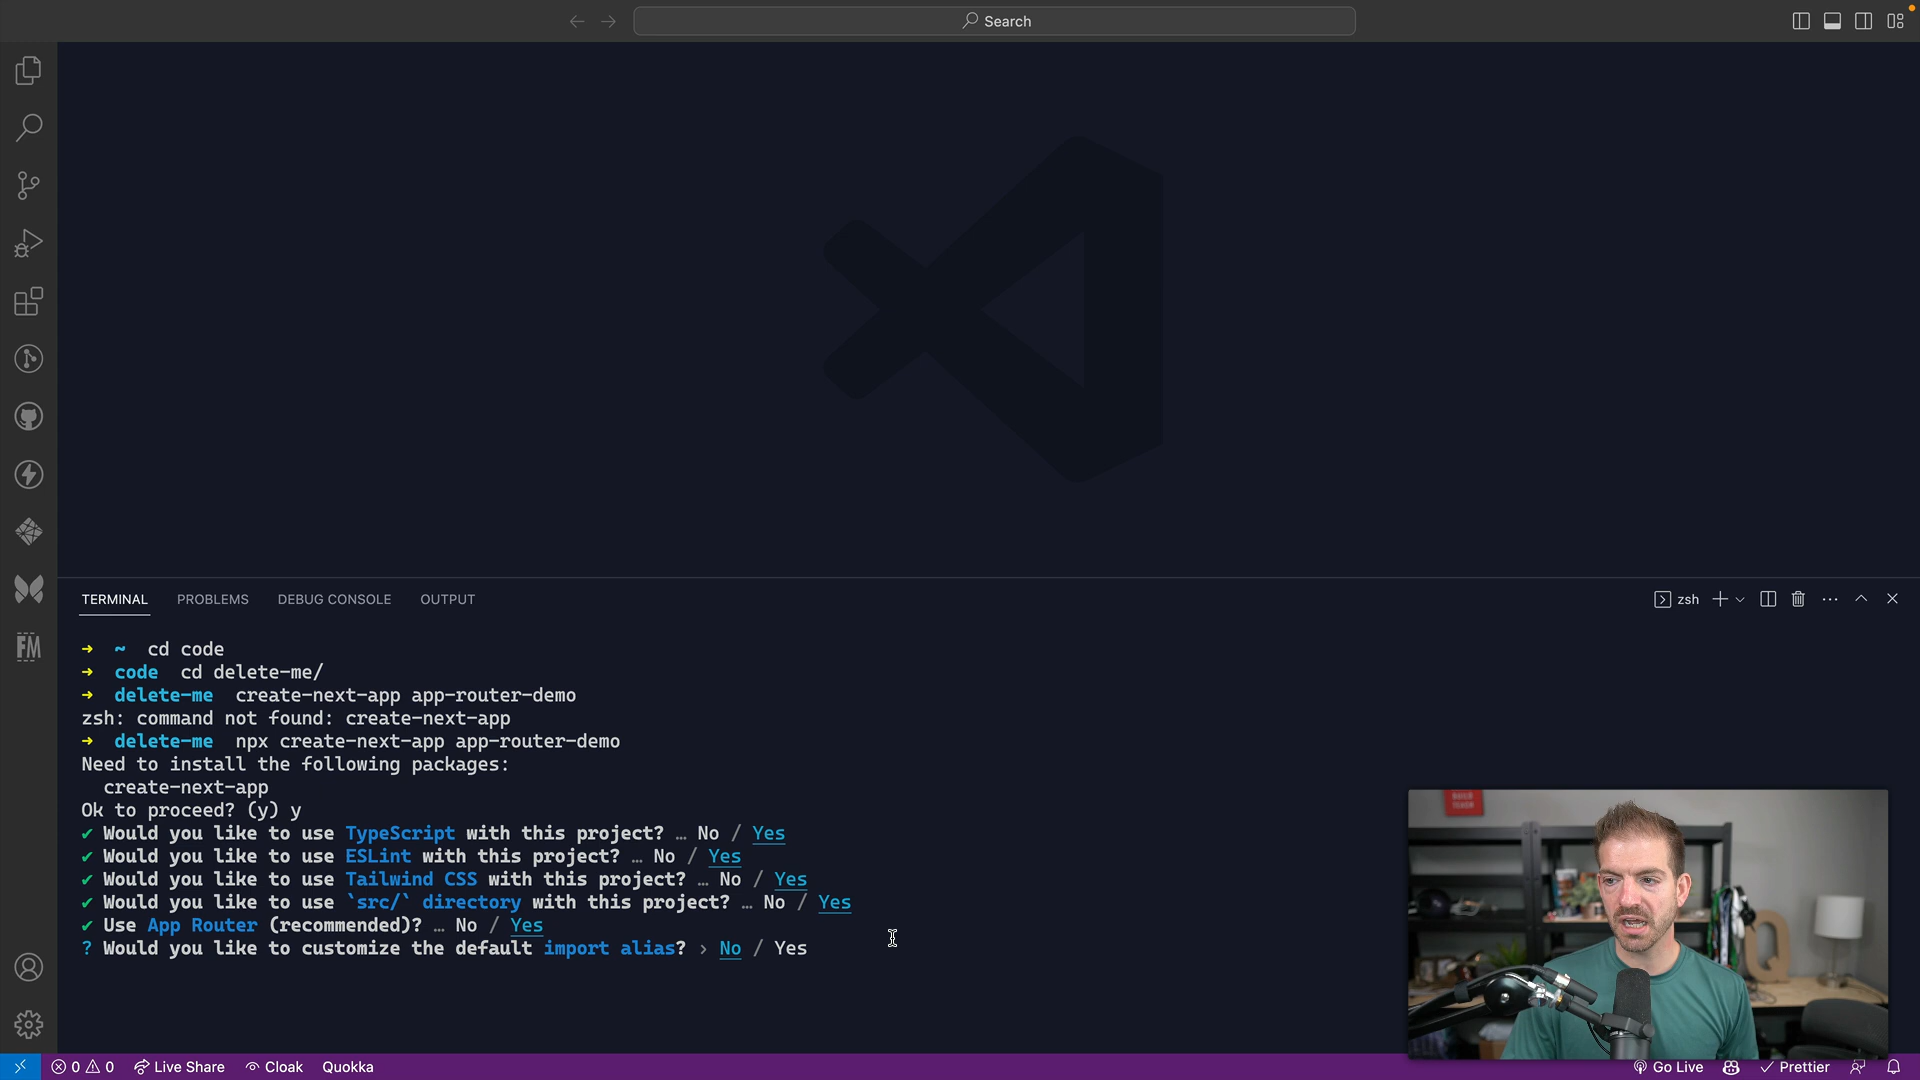 Search
TERMINAL PROBLEMS DEBUG CONSOLE OUTPUT
zsh
➜ ~ cd code
➜ code cd delete-me/
➜ delete-me create-next-app app-router-demo
zsh: command not found: create-next-app
➜ delete-me npx create-next-app app-router-demo
Need to install the following packages:
create-next-app
Ok to proceed? (y) y
✔ Would you like to use TypeScript with this project? … No / Yes
✔ Would you like to use ESLint with this project? … No / Yes
✔ Would you like to use Tailwind CSS with this project? … No / Yes
✔ Would you like to use `src/` directory with this project? … No / Yes
✔ Use App Router (recommended)? … No / Yes
? Would you like to customize the default import alias? › No / Yes
FM
0 0 Live Share Cloak Quokka
Go Live Prettier